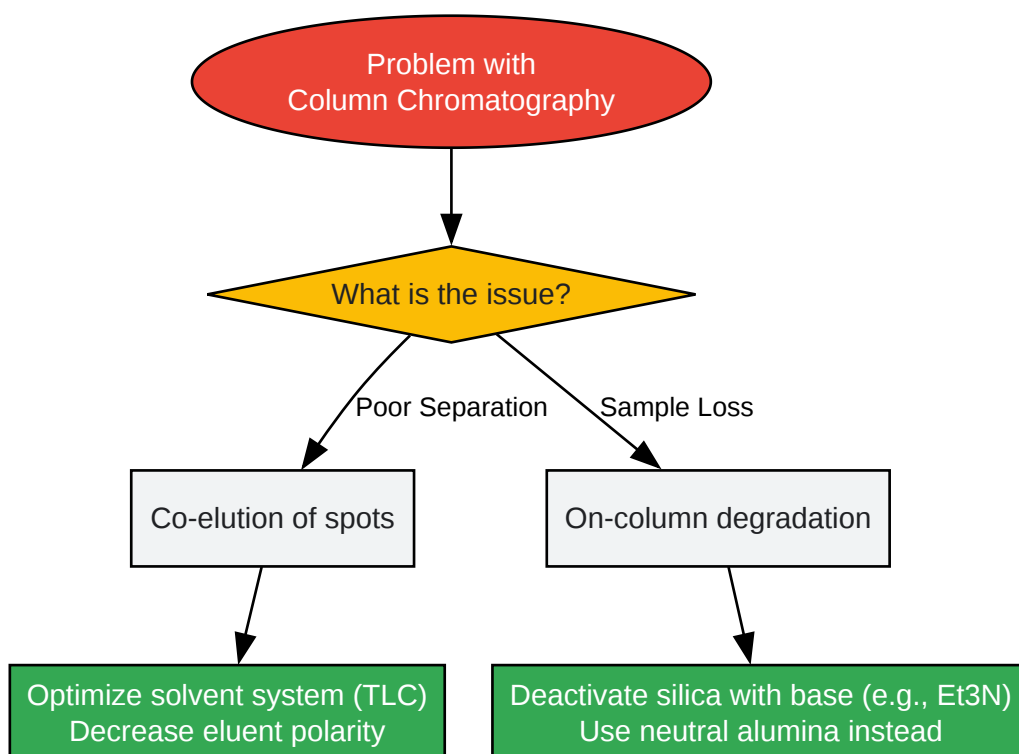 Problem with
Column Chromatography
What is the issue?
Poor Separation
Sample Loss
Co-elution of spots
On-column degradation
Optimize solvent system (TLC)
Decrease eluent polarity
Deactivate silica with base (e.g., Et3N)
Use neutral alumina instead